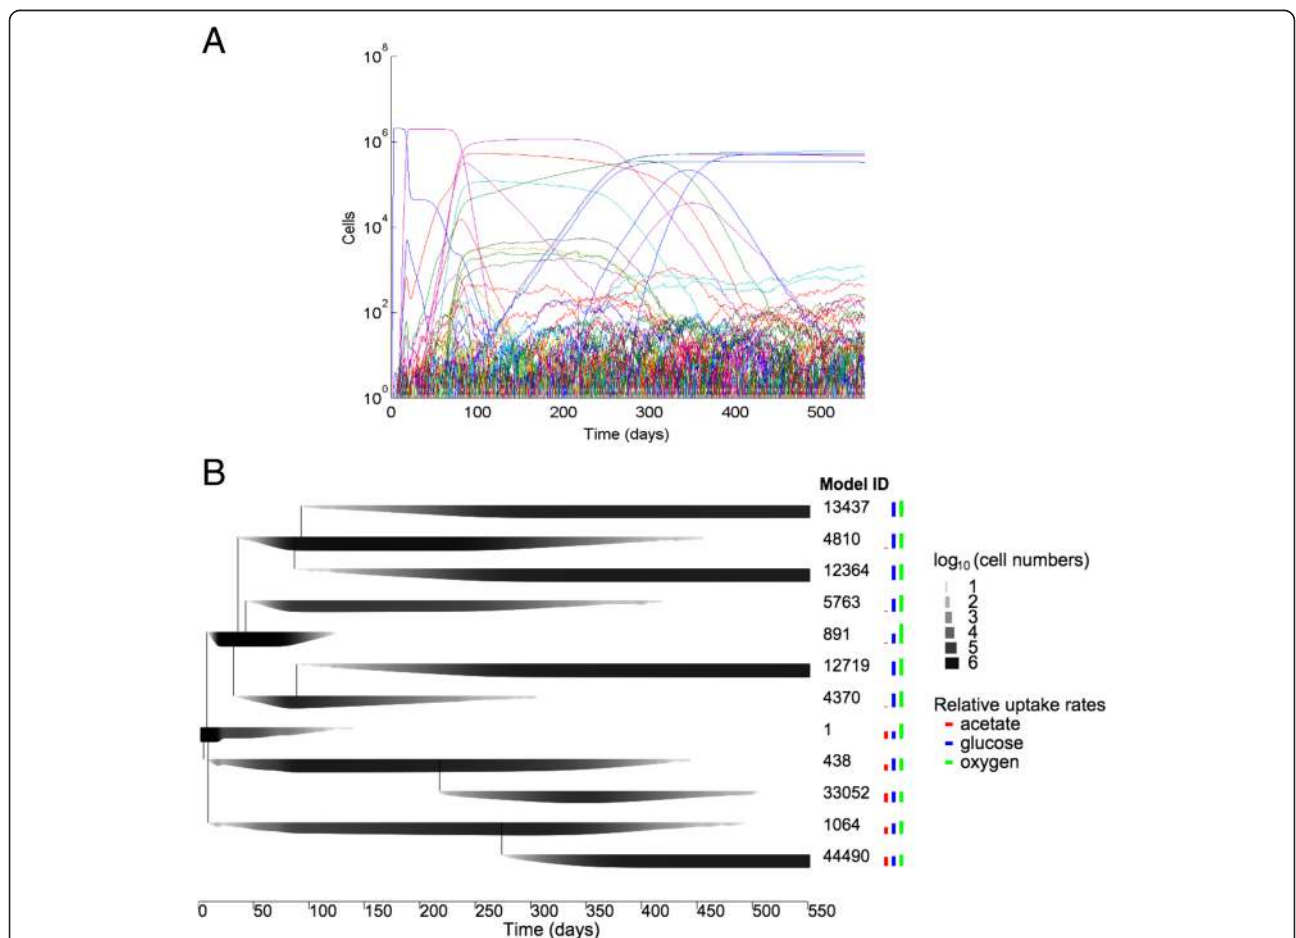 A
10^8
10^6
10^4
10^2
10^0
Cells
0 100 200 300 400 500
Time (days)
B
Model ID
13437
4810
12364
5763
891
12719
4370
1
438
33052
1064
44490
log₁₀ (cell numbers)
1
2
3
4
5
6
Relative uptake rates
acetate
glucose
oxygen
0 50 100 150 200 250 300 350 400 450 500 550
Time (days)